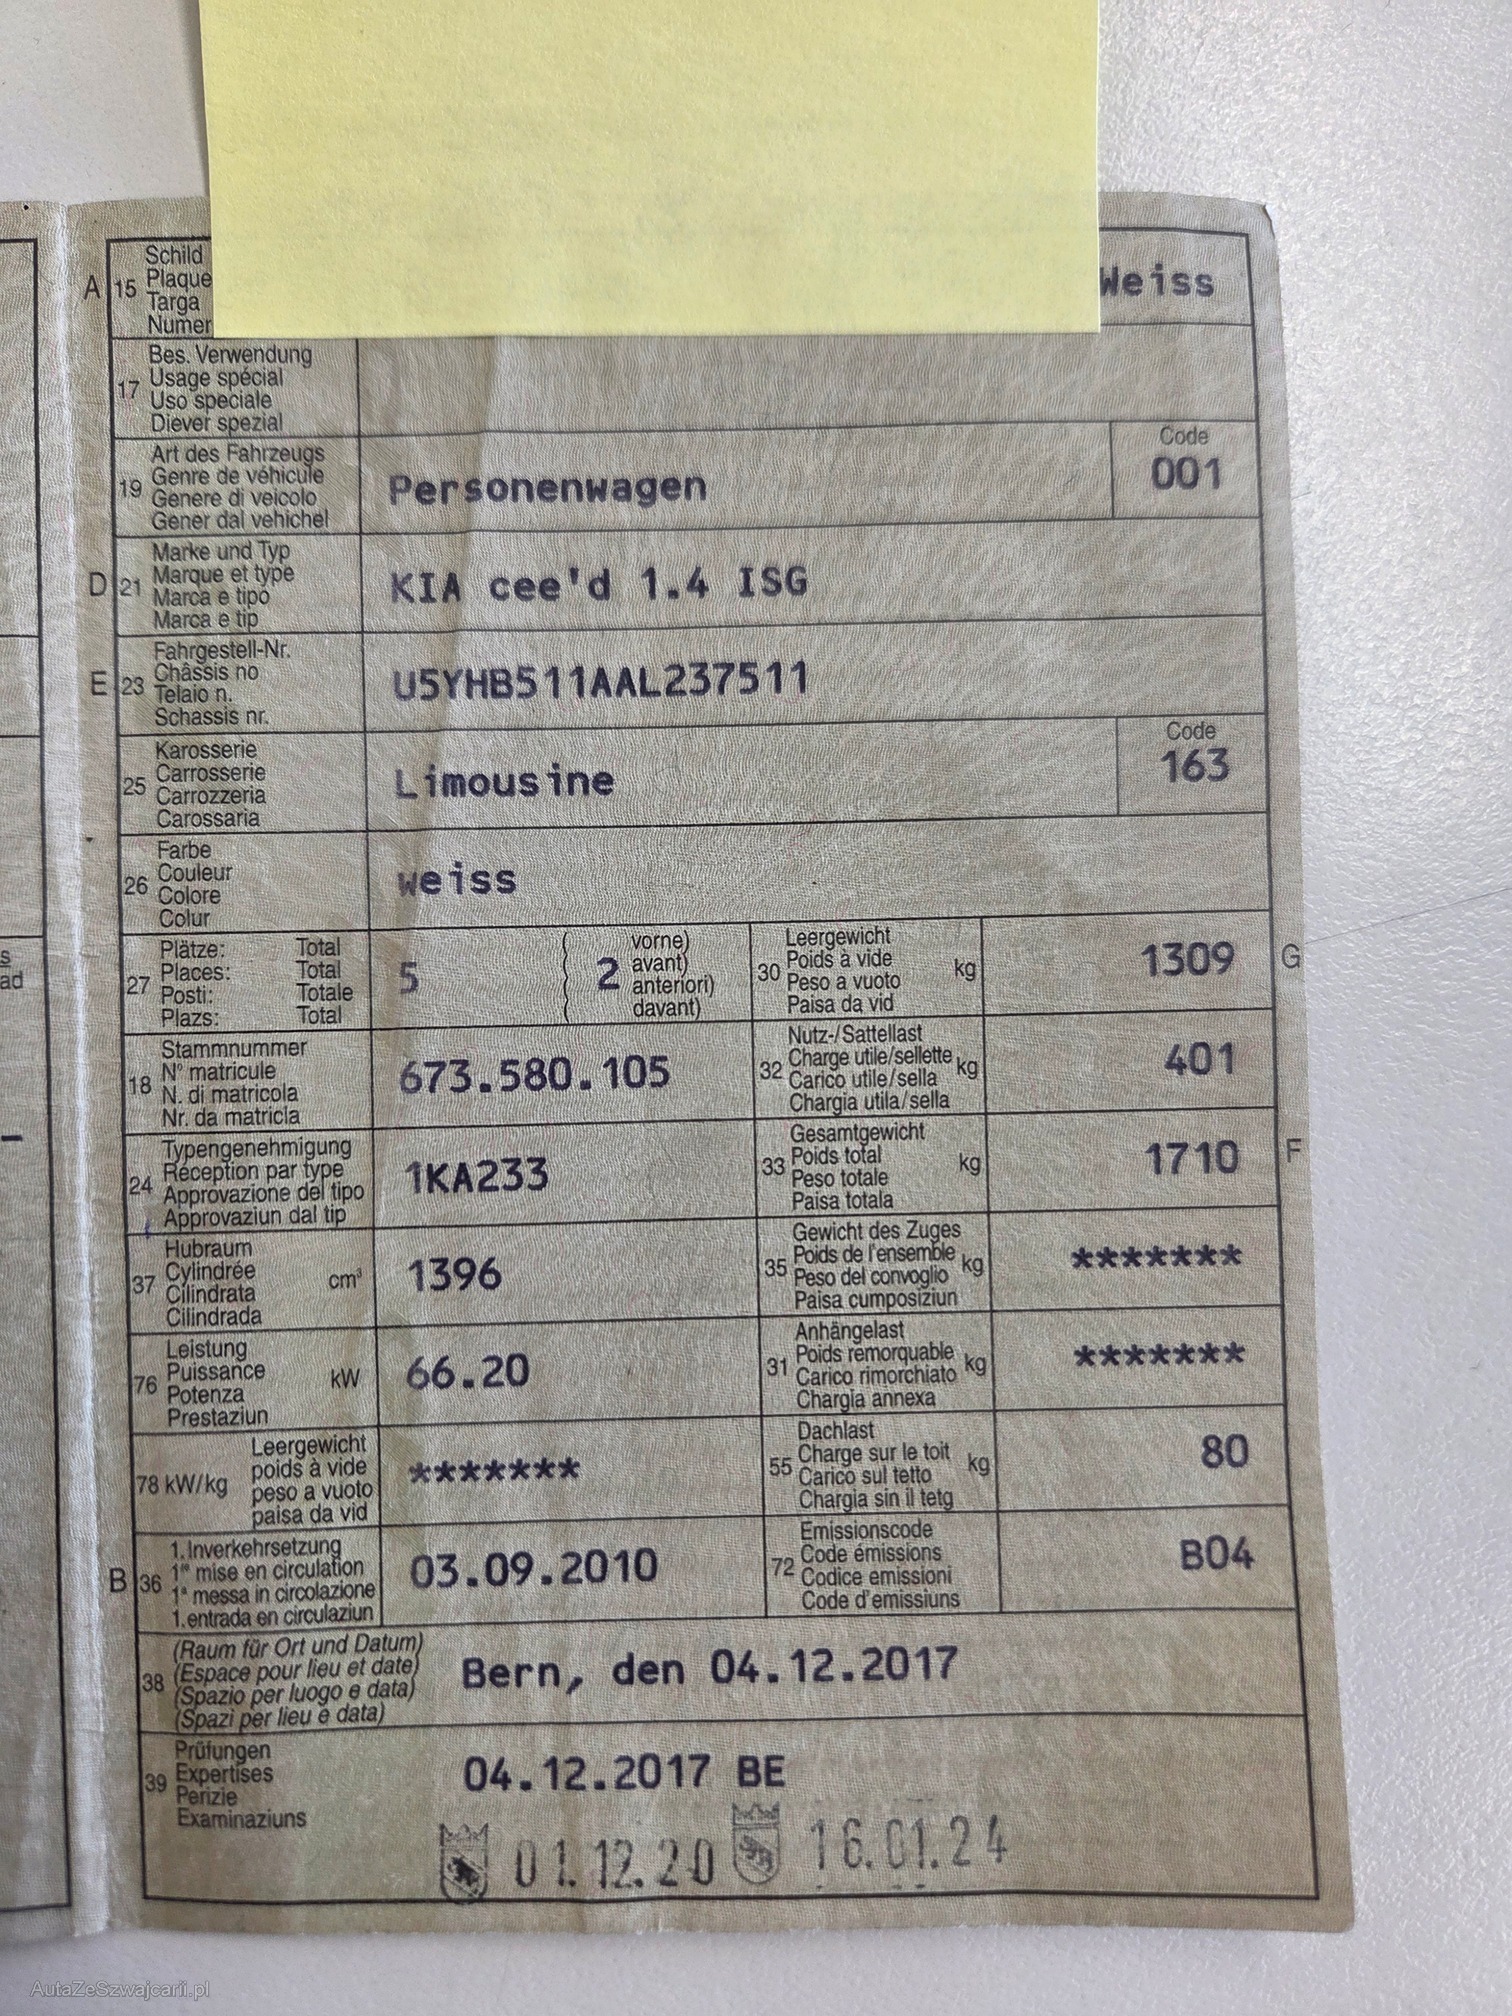 A 15 Schild
Plaque
Targa
Numer
Weiss
17 Bes. Verwendung
Usage spécial
Uso speciale
Diever spezial
19 Art des Fahrzeugs
Genre de véhicule
Genere di veicolo
Gener dal vehichel
Personenwagen
Code
001
D 21 Marke und Typ
Marque et type
Marca e tipo
Marca e tip
KIA cee'd 1.4 ISG
E 23 Fahrgestell-Nr.
Châssis no
Telaio n.
Schassis nr.
U5YHB511AAL237511
25 Karosserie
Carrosserie
Carrozzeria
Carossaria
Limousine
Code
163
26 Farbe
Couleur
Colore
Colur
weiss
27 Plätze: Total
Places: Total
Posti: Totale
Plazs: Total
5
2
vorne)
avant)
anteriori)
davant)
30 Leergewicht
Poids à vide
Peso a vuoto
Paisa da vid
kg
1309
G
18 Stammnummer
N° matricule
N. di matricola
Nr. da matricla
673.580.105
32 Nutz-/Sattellast
Charge utile/sellette
Carico utile/sella
Chargia utila/sella
kg
401
24 Typengenehmigung
Réception par type
Approvazione del tipo
Approvaziun dal tip
1KA233
33 Gesamtgewicht
Poids total
Peso totale
Paisa totala
kg
1710
F
37 Hubraum
Cylindrée
Cilindrata
Cilindrada
cm³
1396
35 Gewicht des Zuges
Poids de l'ensemble
Peso del convoglio
Paisa cumposiziun
kg
*******
76 Leistung
Puissance
Potenza
Prestaziun
kW
66.20
31 Anhängelast
Poids remorquable
Carico rimorchiato
Chargia annexa
kg
*******
78 kW/kg
Leergewicht
poids à vide
peso a vuoto
paisa da vid
*******
55 Dachlast
Charge sur le toit
Carico sul tetto
Chargia sin il tetg
kg
80
B 36 1. Inverkehrsetzung
1re mise en circulation
1a messa in circolazione
1. entrada en circulaziun
03.09.2010
72 Emissionscode
Code émissions
Codice emissioni
Code d'emissiuns
B04
38 (Raum für Ort und Datum)
(Espace pour lieu et date)
(Spazio per luogo e data)
(Spazi per lieu e data)
Bern, den 04.12.2017
39 Prüfungen
Expertises
Perizie
Examinaziuns
04.12.2017 BE
01.12.20
16.01.24
s
ad
AutaZeSzwajcarii.pl